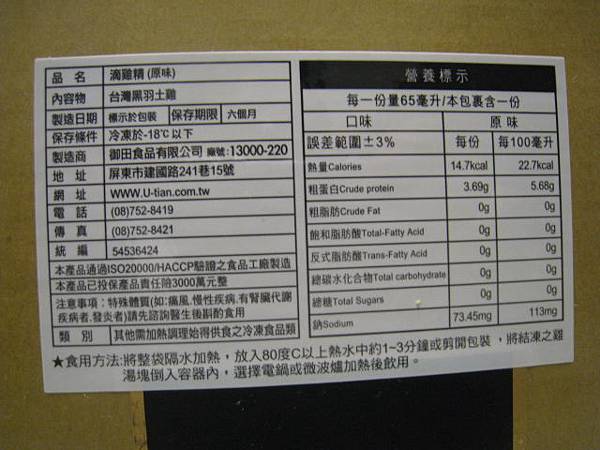 品 名 滴雞精 (原味)
內容物 台灣黑羽土雞
製造日期 標示於包裝 保存期限 六個月
保存條件 冷凍於-18℃以下
製造商 御田食品有限公司 廠號:13000-220
地 址 屏東市建國路241巷15號
網 址 WWW.U-tian.com.tw
電 話 (08)752-8419
傳 真 (08)752-8421
統 編 54536424
本產品通過ISO20000/HACCP驗證之食品工廠製造
本產品已投保產品責任險3000萬元整
注意事項：特殊體質(如:痛風,慢性疾病,有腎臟代謝
疾病者,發炎者)請先諮詢醫生後斟酌食用
類 別 其他需加熱調理始得供食之冷凍食品類
營養標示
每一份量65毫升/本包裹含一份
口味 原 味
誤差範圍±3% 每份 每100毫升
熱量Calories 14.7kcal 22.7kcal
粗蛋白Crude protein 3.69g 5.68g
粗脂肪Crude Fat 0g 0g
飽和脂肪酸Total-Fatty Acid 0g 0g
反式脂肪酸Trans-Fatty Acid 0g 0g
總碳水化合物Total carbohydrate 0g 0g
總糖Total Sugars 0g 0g
鈉Sodium 73.45mg 113mg
★食用方法:將整袋隔水加熱，放入80度C以上熱水中約1~3分鐘或剪開包裝，將結凍之雞
湯塊倒入容器內，選擇電鍋或微波爐加熱後飲用。